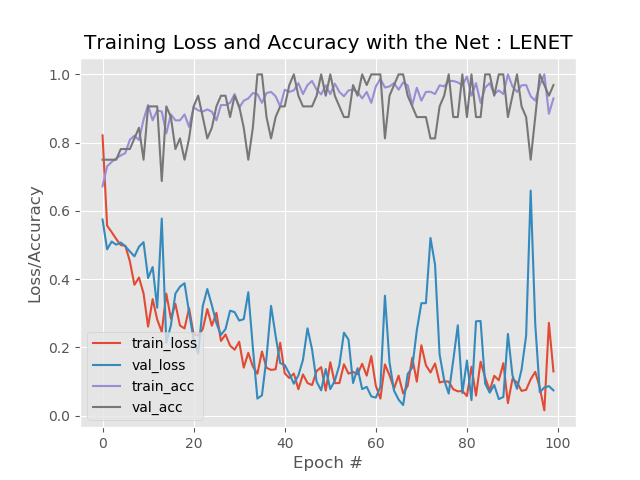 Training Loss and Accuracy with the Net : LENET
1.0
0.8
0.6
0.4
0.2
0.0
Loss/Accuracy
train_loss
val_loss
train_acc
val_acc
0 20 40 60 80 100
Epoch #